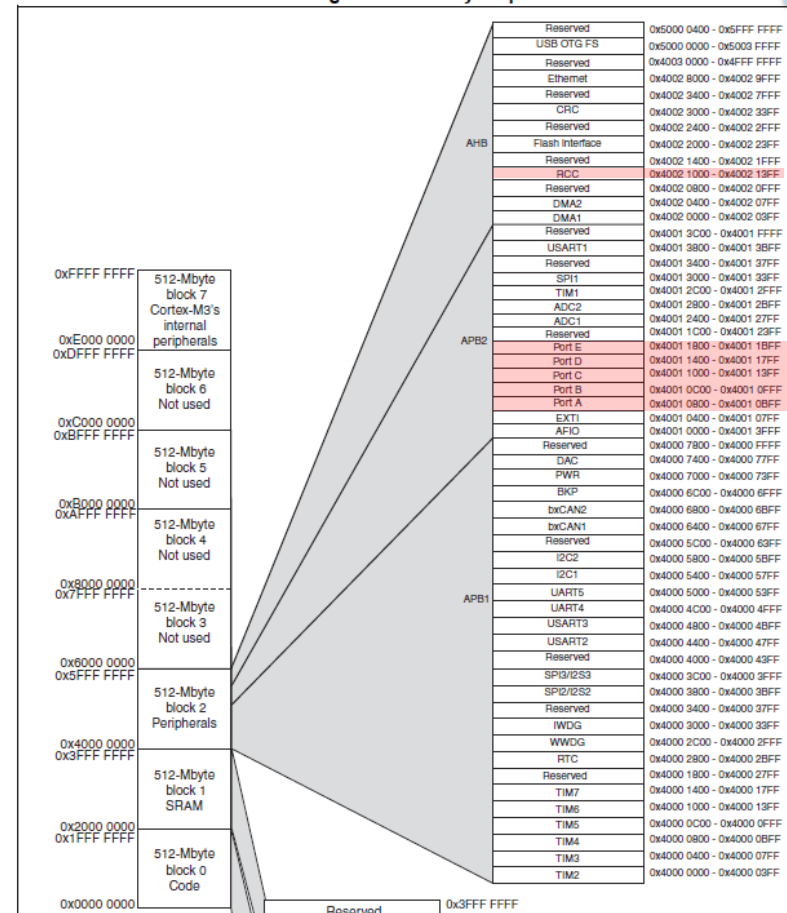 Reserved 0x5000 0400 - 0x5FFF FFFF
USB OTG FS 0x5000 0000 - 0x5003 FFFF
Reserved 0x4003 0000 - 0x4FFF FFFF
Ethernet 0x4002 8000 - 0x4002 9FFF
Reserved 0x4002 3400 - 0x4002 7FFF
CRC 0x4002 3000 - 0x4002 33FF
Reserved 0x4002 2400 - 0x4002 2FFF
AHB Flash Interface 0x4002 2000 - 0x4002 23FF
Reserved 0x4002 1400 - 0x4002 1FFF
RCC 0x4002 1000 - 0x4002 13FF
Reserved 0x4002 0800 - 0x4002 0FFF
DMA2 0x4002 0400 - 0x4002 07FF
DMA1 0x4002 0000 - 0x4002 03FF
Reserved 0x4001 3C00 - 0x4001 FFFF
USART1 0x4001 3800 - 0x4001 3BFF
Reserved 0x4001 3400 - 0x4001 37FF
SPI1 0x4001 3000 - 0x4001 33FF
TIM1 0x4001 2C00 - 0x4001 2FFF
ADC2 0x4001 2800 - 0x4001 2BFF
ADC1 0x4001 2400 - 0x4001 27FF
APB2 Reserved 0x4001 1C00 - 0x4001 23FF
Port E 0x4001 1800 - 0x4001 1BFF
Port D 0x4001 1400 - 0x4001 17FF
Port C 0x4001 1000 - 0x4001 13FF
Port B 0x4001 0C00 - 0x4001 0FFF
Port A 0x4001 0800 - 0x4001 0BFF
EXTI 0x4001 0400 - 0x4001 07FF
AFIO 0x4001 0000 - 0x4001 3FFF
Reserved 0x4000 7800 - 0x4000 FFFF
DAC 0x4000 7400 - 0x4000 77FF
PWR 0x4000 7000 - 0x4000 73FF
BKP 0x4000 6C00 - 0x4000 6FFF
bxCAN2 0x4000 6800 - 0x4000 6BFF
bxCAN1 0x4000 6400 - 0x4000 67FF
Reserved 0x4000 5C00 - 0x4000 63FF
I2C2 0x4000 5800 - 0x4000 5BFF
I2C1 0x4000 5400 - 0x4000 57FF
APB1 UART5 0x4000 5000 - 0x4000 53FF
UART4 0x4000 4C00 - 0x4000 4FFF
USART3 0x4000 4800 - 0x4000 4BFF
USART2 0x4000 4400 - 0x4000 47FF
Reserved 0x4000 4000 - 0x4000 43FF
SPI3/I2S3 0x4000 3C00 - 0x4000 3FFF
SPI2/I2S2 0x4000 3800 - 0x4000 3BFF
Reserved 0x4000 3400 - 0x4000 37FF
IWDG 0x4000 3000 - 0x4000 33FF
WWDG 0x4000 2C00 - 0x4000 2FFF
RTC 0x4000 2800 - 0x4000 2BFF
Reserved 0x4000 1800 - 0x4000 27FF
TIM7 0x4000 1400 - 0x4000 17FF
TIM6 0x4000 1000 - 0x4000 13FF
TIM5 0x4000 0C00 - 0x4000 0FFF
TIM4 0x4000 0800 - 0x4000 0BFF
TIM3 0x4000 0400 - 0x4000 07FF
TIM2 0x4000 0000 - 0x4000 03FF
0xFFFF FFFF
512-Mbyte
block 7
Cortex-M3's
internal
peripherals
0xE000 0000
0xDFFF FFFF
512-Mbyte
block 6
Not used
0xC000 0000
0xBFFF FFFF
512-Mbyte
block 5
Not used
0xB000 0000
0xAFFF FFFF
512-Mbyte
block 4
Not used
0x8000 0000
0x7FFF FFFF
512-Mbyte
block 3
Not used
0x6000 0000
0x5FFF FFFF
512-Mbyte
block 2
Peripherals
0x4000 0000
0x3FFF FFFF
512-Mbyte
block 1
SRAM
0x2000 0000
0x1FFF FFFF
512-Mbyte
block 0
Code
0x0000 0000
Reserved 0x3FFF FFFF